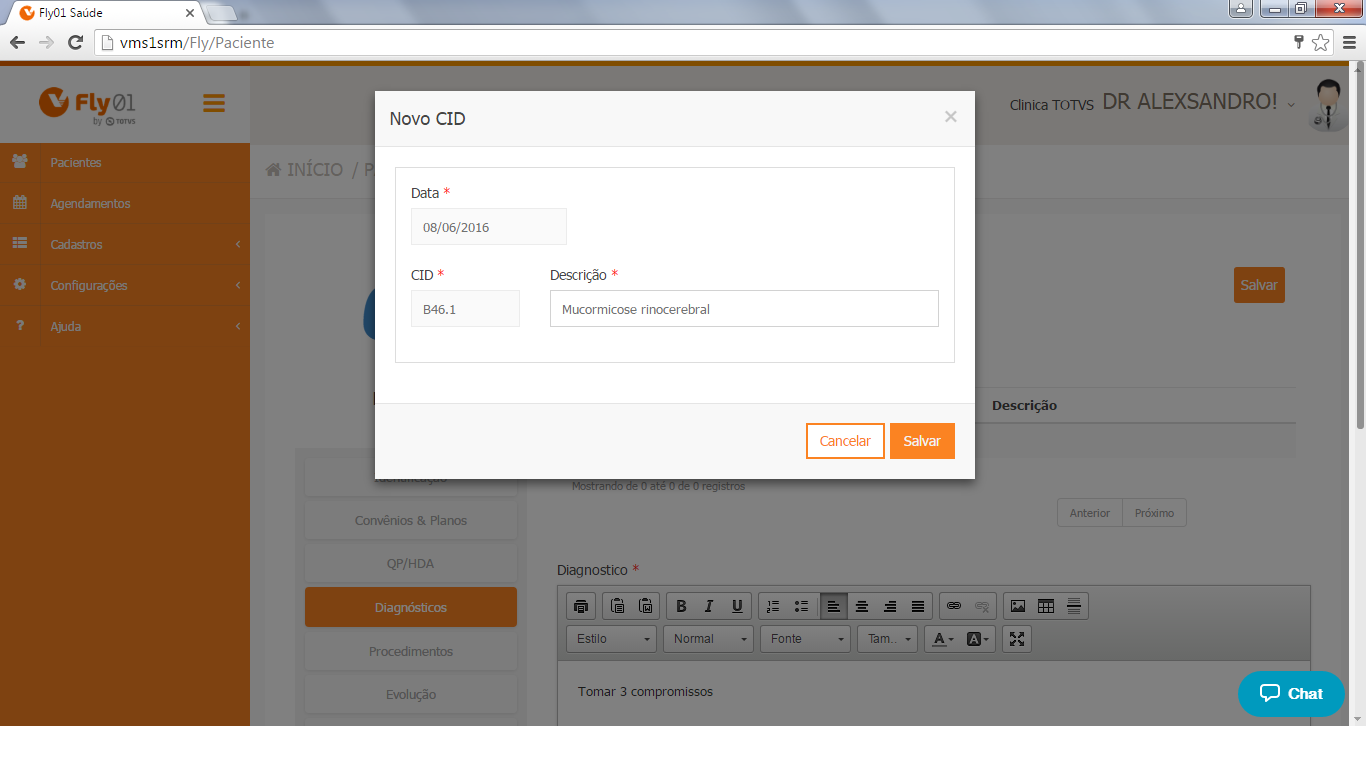 Fly01 Saúde
vms1srm/Fly/Paciente
Fly01
by TOTVS
Clinica TOTVS DR ALEXSANDRO!
Pacientes
Agendamentos
Cadastros
Configurações
? Ajuda
INÍCIO / P
Novo CID ×
Data *
08/06/2016
CID * Descrição *
B46.1 Mucormicose rinocerebral
Cancelar Salvar
Salvar
Descrição
Mostrando de 0 até 0 de 0 registros
Anterior Próximo
Identificação
Convênios & Planos
QP/HDA
Diagnósticos
Procedimentos
Evolução
Diagnostico *
B I U
Estilo Normal Fonte Tam.. A A
Tomar 3 compromissos
Chat